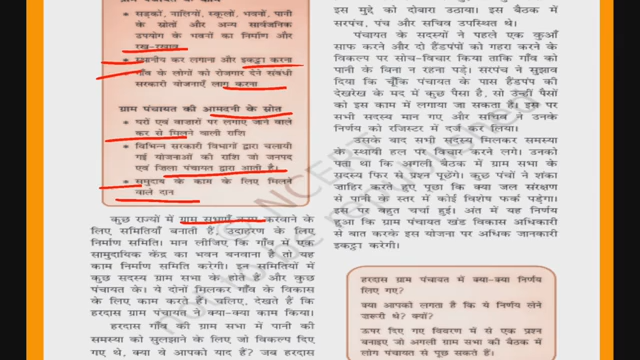 ग्राम पंचायत के काम
• सड़कों, नालियों, स्कूलों, भवनों, पानी
के स्रोतों और अन्य सार्वजनिक
उपयोग के भवनों का निर्माण और
रख-रखाव
• स्थानीय कर लगाना और इकट्ठा करना
• गाँव के लोगों को रोज़गार देने संबंधी
सरकारी योजनाएँ लागू करना
ग्राम पंचायत की आमदनी के स्रोत
• घरों एवं बाज़ारों पर लगाए जाने वाले
कर से मिलने वाली राशि
• विभिन्न सरकारी विभागों द्वारा चलायी
गई योजनाओं की राशि जो जनपद
एवं ज़िला पंचायत द्वारा आती है।
• समुदाय के काम के लिए मिलने
वाले दान
कुछ राज्यों में ग्राम सभाएँ काम करवाने के
लिए समितियाँ बनाती हैं, उदाहरण के लिए
निर्माण समिति। मान लीजिए कि गाँव में एक
सामुदायिक केंद्र का भवन बनवाना है तो यह
काम निर्माण समिति करेगी। इन समितियों में
कुछ सदस्य ग्राम सभा के होते हैं और कुछ
पंचायत के। ये दोनों मिलकर गाँव के विकास
के लिए काम करते हैं। चलिए, देखते हैं कि
हरदास ग्राम पंचायत ने क्या-क्या काम किया।
हरदास गाँव की ग्राम सभा में पानी की
समस्या को सुलझाने के लिए जो विकल्प दिए
गए थे, क्या वे आपको याद हैं? जब हरदास
इस मुद्दे को दोबारा उठाया। इस बैठक में
सरपंच, पंच और सचिव उपस्थित थे।
पंचायत के सदस्यों ने पहले एक कुआँ
साफ करने और दो हैंडपंपों को गहरा करने के
विकल्प पर सोच-विचार किया ताकि गाँव को
पानी के बिना न रहना पड़े। सरपंच ने सुझाव
दिया कि चूँकि पंचायत के पास हैंडपंप की
देखरेख के मद में कुछ पैसा है, सो उन्हीं पैसों
को इस काम में लगाया जा सकता है। इस पर
सभी सदस्य मान गए और सचिव ने उनके
निर्णय को रजिस्टर में दर्ज कर लिया।
उसके बाद सभी सदस्य मिलकर समस्या
के स्थायी हल पर विचार करने लगे। उनको
पता था कि अगली बैठक में ग्राम सभा के
सदस्य फिर से प्रश्न पूछेंगे। कुछ पंचों ने शंका
ज़ाहिर करते हुए पूछा कि क्या जल संरक्षण
से पानी के स्तर में कोई विशेष फर्क पड़ेगा।
इस पर बहुत चर्चा हुई। अंत में यह निर्णय
हुआ कि ग्राम पंचायत खंड विकास अधिकारी
से बात करके इस योजना पर अधिक जानकारी
इकट्ठा करेगी।
हरदास ग्राम पंचायत में क्या-क्या निर्णय
लिए गए?
क्या आपको लगता है कि ये निर्णय लेने
ज़रूरी थे? क्यों?
ऊपर दिए गए विवरण में से एक प्रश्न
बनाइए जो अगली ग्राम सभा की बैठक में
लोग पंचायत से पूछ सकते हैं।